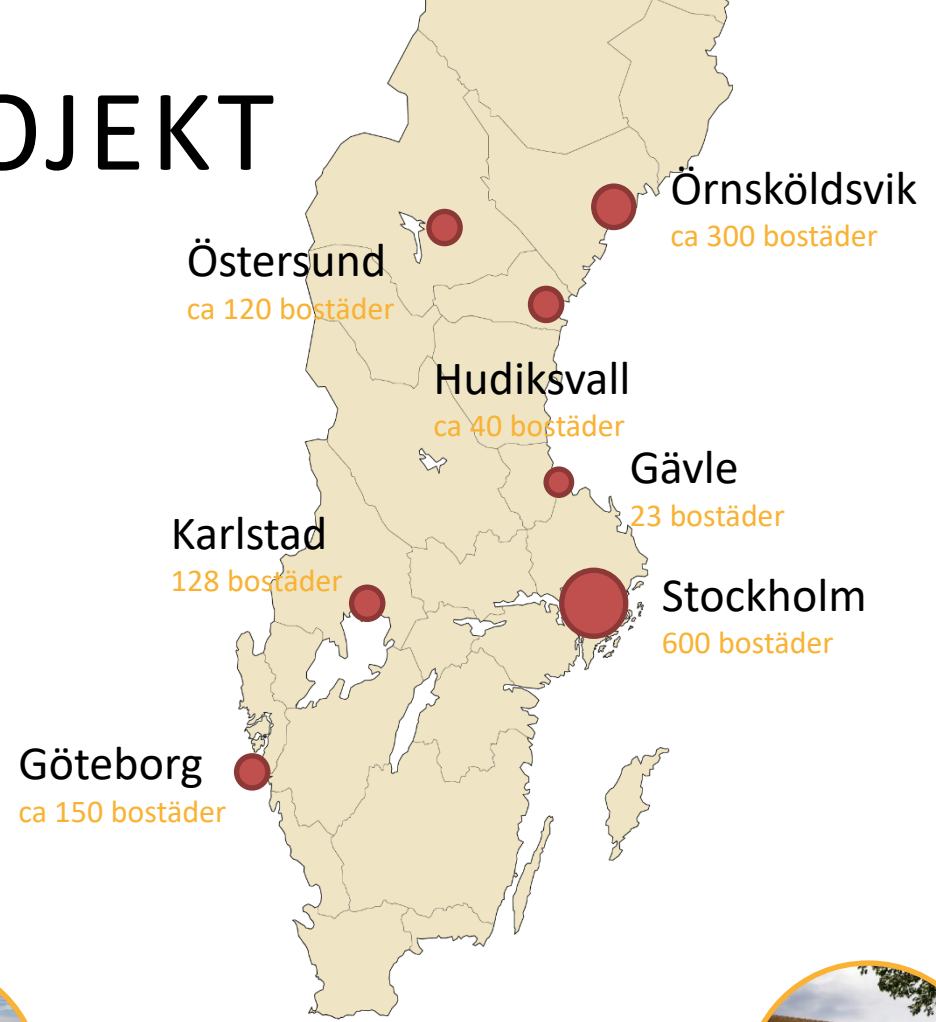 OJEKT
Örnsköldsvik
ca 300 bostäder
Östersund
ca 120 bostäder
Hudiksvall
ca 40 bostäder
Gävle
23 bostäder
Karlstad
128 bostäder
Stockholm
600 bostäder
Göteborg
ca 150 bostäder